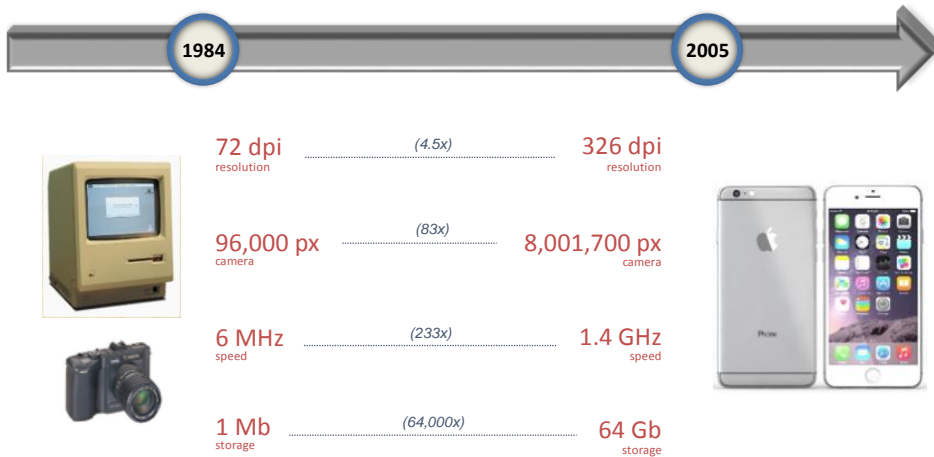 1984
2005
72 dpi
resolution
(4.5x)
326 dpi
resolution
96,000 px
camera
(83x)
8,001,700 px
camera
6 MHz
speed
(233x)
1.4 GHz
speed
1 Mb
storage
(64,000x)
64 Gb
storage
iPhone